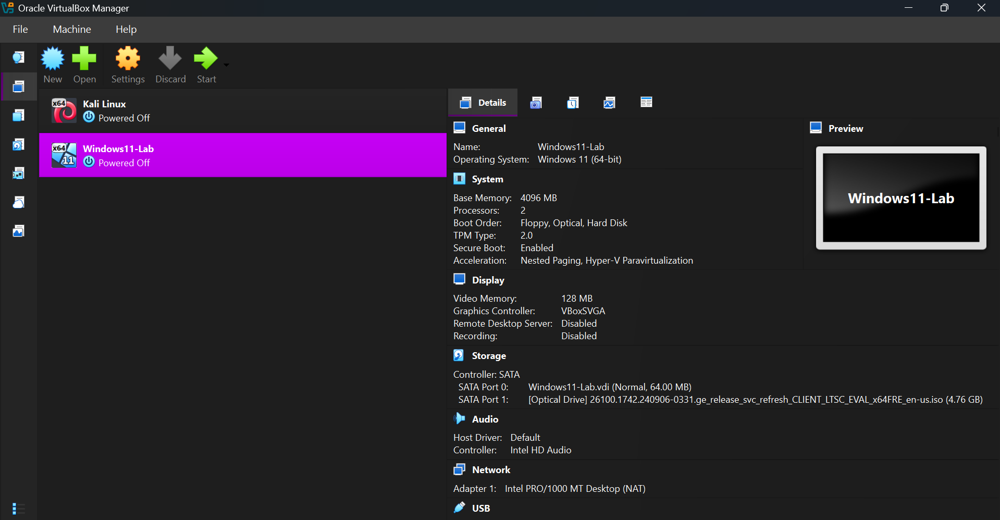 Oracle VirtualBox Manager
File Machine Help
New Open Settings Discard Start
x64 Kali Linux
Powered Off
x64 11 Windows11-Lab
Powered Off
Details
General
Name: Windows11-Lab
Operating System: Windows 11 (64-bit)
Preview
Windows11-Lab
System
Base Memory: 4096 MB
Processors: 2
Boot Order: Floppy, Optical, Hard Disk
TPM Type: 2.0
Secure Boot: Enabled
Acceleration: Nested Paging, Hyper-V Paravirtualization
Display
Video Memory: 128 MB
Graphics Controller: VBoxSVGA
Remote Desktop Server: Disabled
Recording: Disabled
Storage
Controller: SATA
SATA Port 0: Windows11-Lab.vdi (Normal, 64.00 MB)
SATA Port 1: [Optical Drive] 26100.1742.240906-0331.ge_release_svc_refresh_CLIENT_LTSC_EVAL_x64FRE_en-us.iso (4.76 GB)
Audio
Host Driver: Default
Controller: Intel HD Audio
Network
Adapter 1: Intel PRO/1000 MT Desktop (NAT)
USB